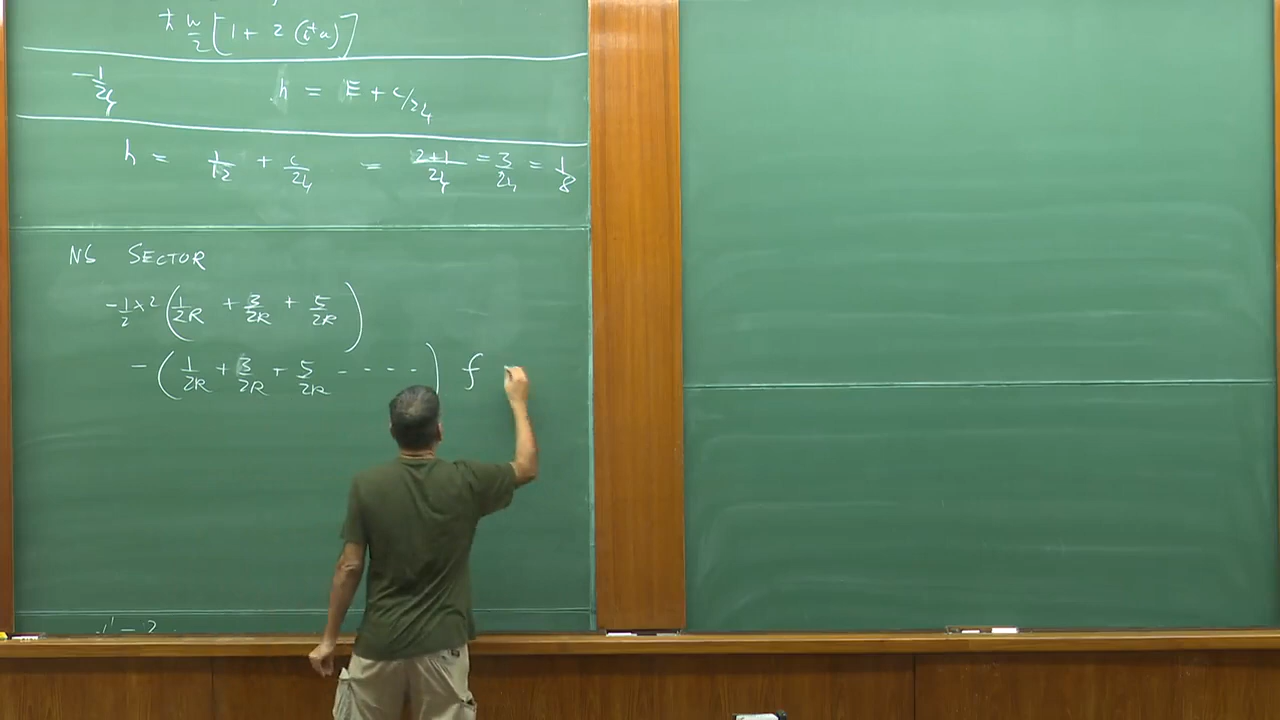 ħ w/2 [1 + 2 (a⁺a)]
-1/24 h = E + c/24
h = 1/12 + c/24 = 2+1/24 = 3/24 = 1/8
NS SECTOR
-1/2 × 2 (1/2R + 3/2R + 5/2R)
- (1/2R + 3/2R + 5/2R - - - - -) f